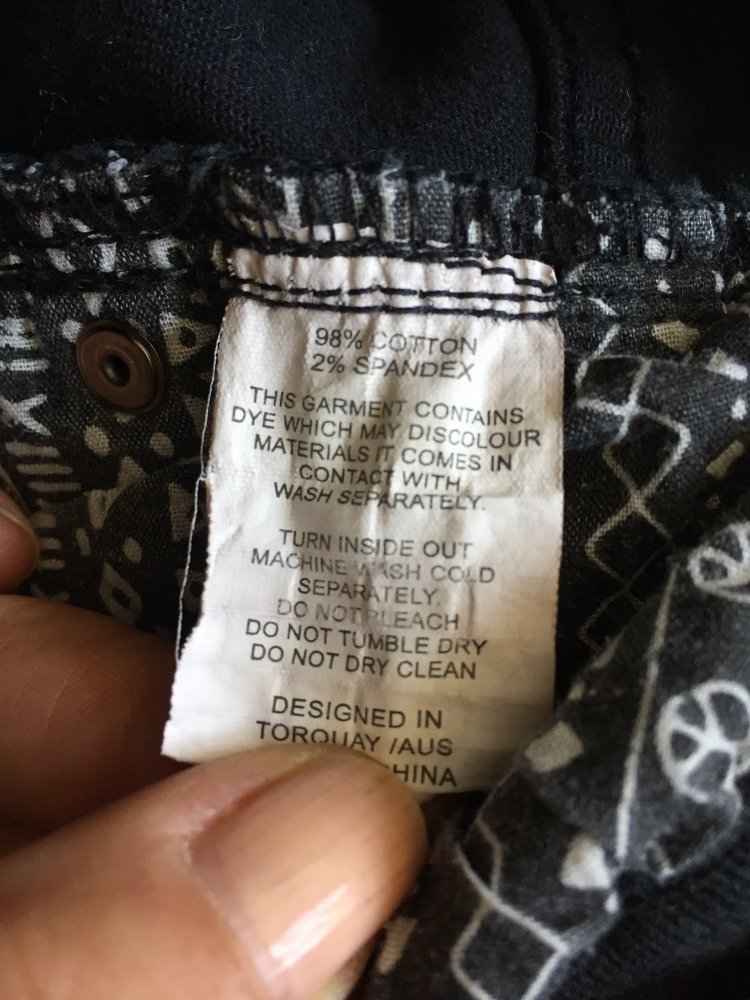 98% COTTON
2% SPANDEX
THIS GARMENT CONTAINS
DYE WHICH MAY DISCOLOUR
MATERIALS IT COMES IN
CONTACT WITH
WASH SEPARATELY.
TURN INSIDE OUT
MACHINE WASH COLD
SEPARATELY.
DO NOT BLEACH
DO NOT TUMBLE DRY
DO NOT DRY CLEAN
DESIGNED IN
TORQUAY /AUS
HINA